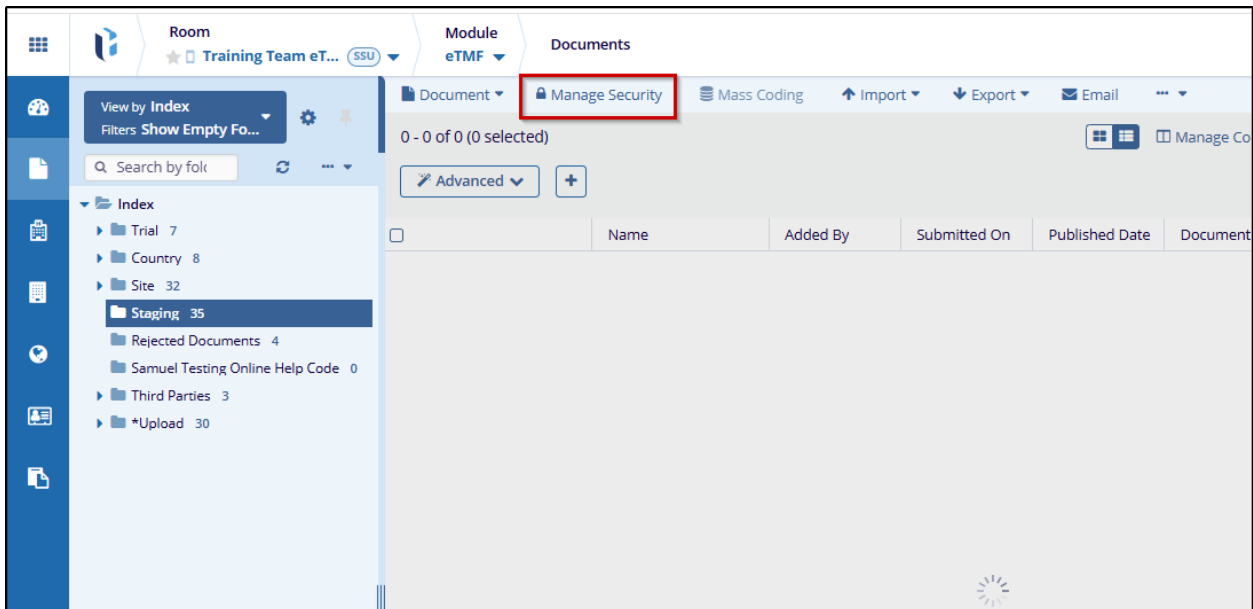 Room
Training Team eT... SSU
Module
eTMF
Documents
View by Index
Filters Show Empty Fo...
Search by folc
Index
Trial 7
Country 8
Site 32
Staging 35
Rejected Documents 4
Samuel Testing Online Help Code 0
Third Parties 3
*Upload 30
Document
Manage Security
Mass Coding
Import
Export
Email
0 - 0 of 0 (0 selected)
Manage Co
Advanced
Name
Added By
Submitted On
Published Date
Document